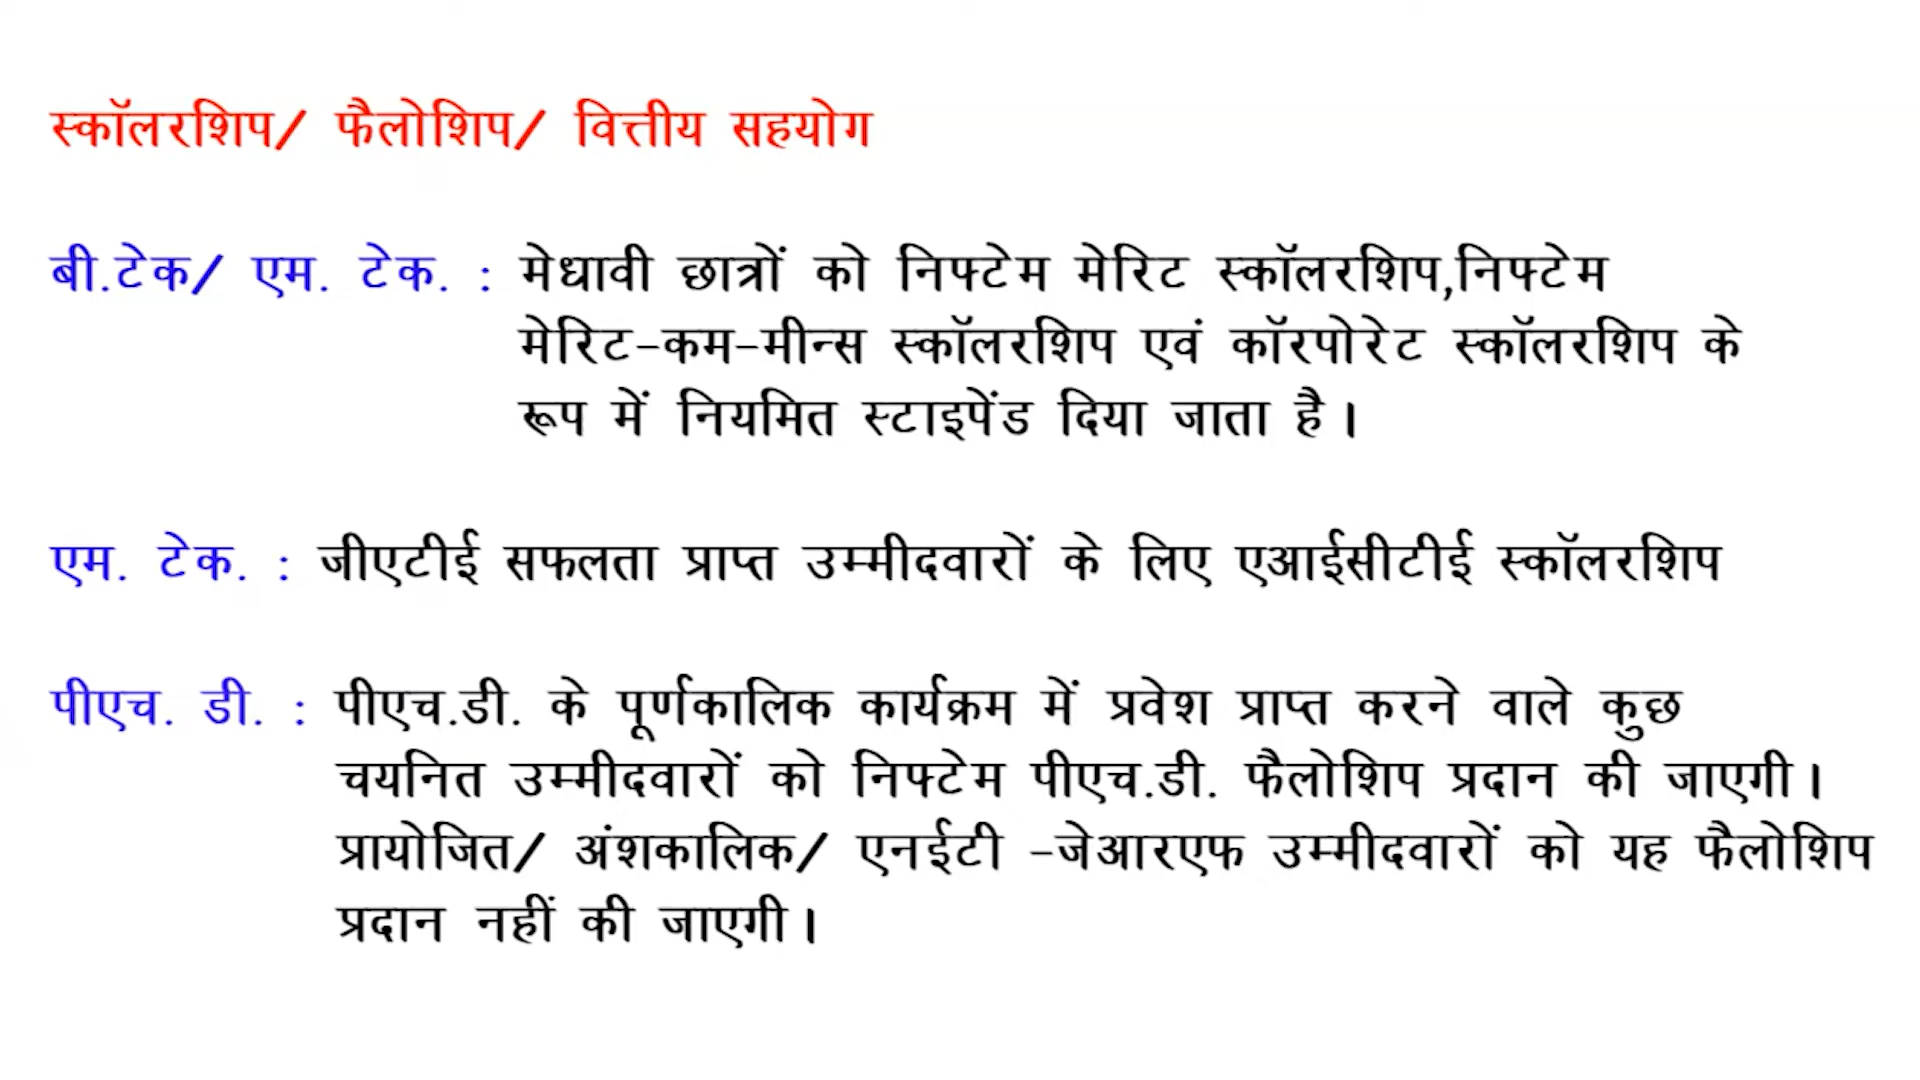 स्कॉलरशिप/ फैलोशिप/ वित्तीय सहयोग
बी.टेक/ एम. टेक. : मेधावी छात्रों को निफ्टेम मेरिट स्कॉलरशिप,निफ्टेम
मेरिट-कम-मीन्स स्कॉलरशिप एवं कॉरपोरेट स्कॉलरशिप के
रूप में नियमित स्टाइपेंड दिया जाता है।
एम. टेक. : जीएटीई सफलता प्राप्त उम्मीदवारों के लिए एआईसीटीई स्कॉलरशिप
पीएच. डी. : पीएच.डी. के पूर्णकालिक कार्यक्रम में प्रवेश प्राप्त करने वाले कुछ
चयनित उम्मीदवारों को निफ्टेम पीएच.डी. फैलोशिप प्रदान की जाएगी।
प्रायोजित/ अंशकालिक/ एनईटी -जेआरएफ उम्मीदवारों को यह फैलोशिप
प्रदान नहीं की जाएगी।